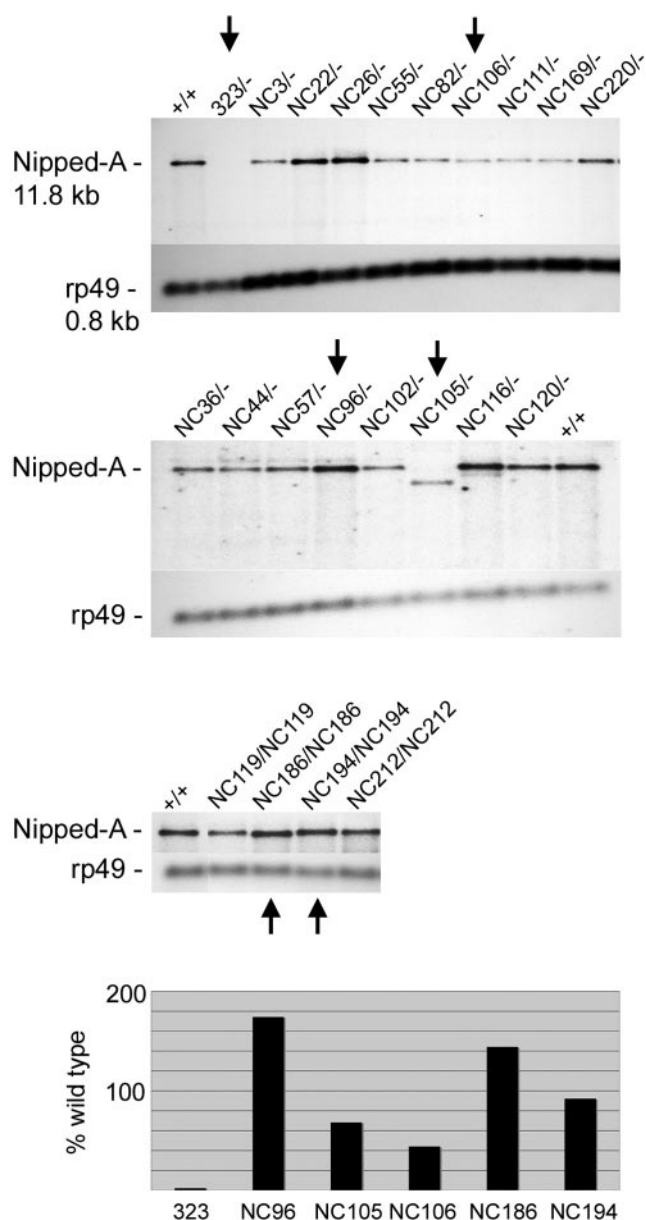 +/+ 323/- NC3/- NC22/- NC26/- NC55/- NC82/- NC106/- NC111/- NC169/- NC220/-
Nipped-A -
11.8 kb
rp49 -
0.8 kb
NC36/- NC44/- NC57/- NC96/- NC102/- NC105/- NC116/- NC120/- +/+
Nipped-A -
rp49 -
+/+ NC119/NC119 NC186/NC186 NC194/NC194 NC212/NC212
Nipped-A -
rp49 -
200
100
% wild type
323 NC96 NC105 NC106 NC186 NC194